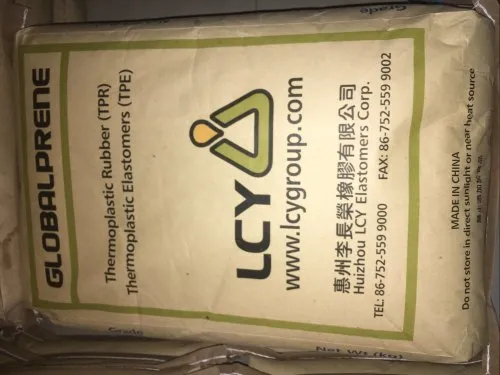 Grade
GLOBALPRENE
Thermoplastic Rubber (TPR)
Thermoplastic Elastomers (TPE)
LCY
www.lcygroup.com
惠州李長榮橡膠有限公司
Huizhou LCY Elastomers Corp.
TEL: 86-752-559 9000 FAX: 86-752-559 9002
MADE IN CHINA
Do not store in direct sunlight or near heat source
Grade
Net Wt (kg)